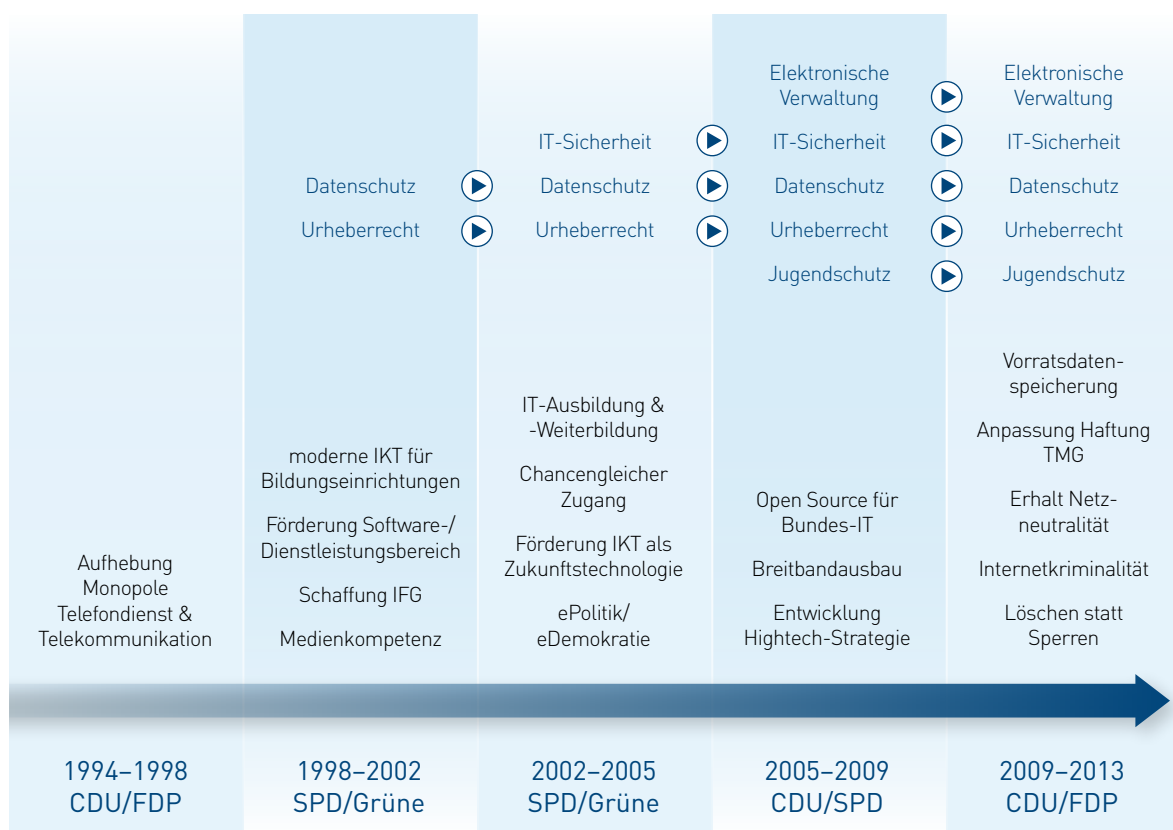 Elektronische
Verwaltung
Elektronische
Verwaltung
IT-Sicherheit
IT-Sicherheit
IT-Sicherheit
Datenschutz
Datenschutz
Datenschutz
Datenschutz
Urheberrecht
Urheberrecht
Urheberrecht
Urheberrecht
Jugendschutz
Jugendschutz
Aufhebung
Monopole
Telefondienst &
Telekommunikation
moderne IKT für
Bildungseinrichtungen
Förderung Software-/
Dienstleistungsbereich
Schaffung IFG
Medienkompetenz
IT-Ausbildung &
-Weiterbildung
Chancengleicher
Zugang
Förderung IKT als
Zukunftstechnologie
ePolitik/
eDemokratie
Open Source für
Bundes-IT
Breitbandausbau
Entwicklung
Hightech-Strategie
Vorratsdaten-
speicherung
Anpassung Haftung
TMG
Erhalt Netz-
neutralität
Internetkriminalität
Löschen statt
Sperren
1994–1998
CDU/FDP
1998–2002
SPD/Grüne
2002–2005
SPD/Grüne
2005–2009
CDU/SPD
2009–2013
CDU/FDP